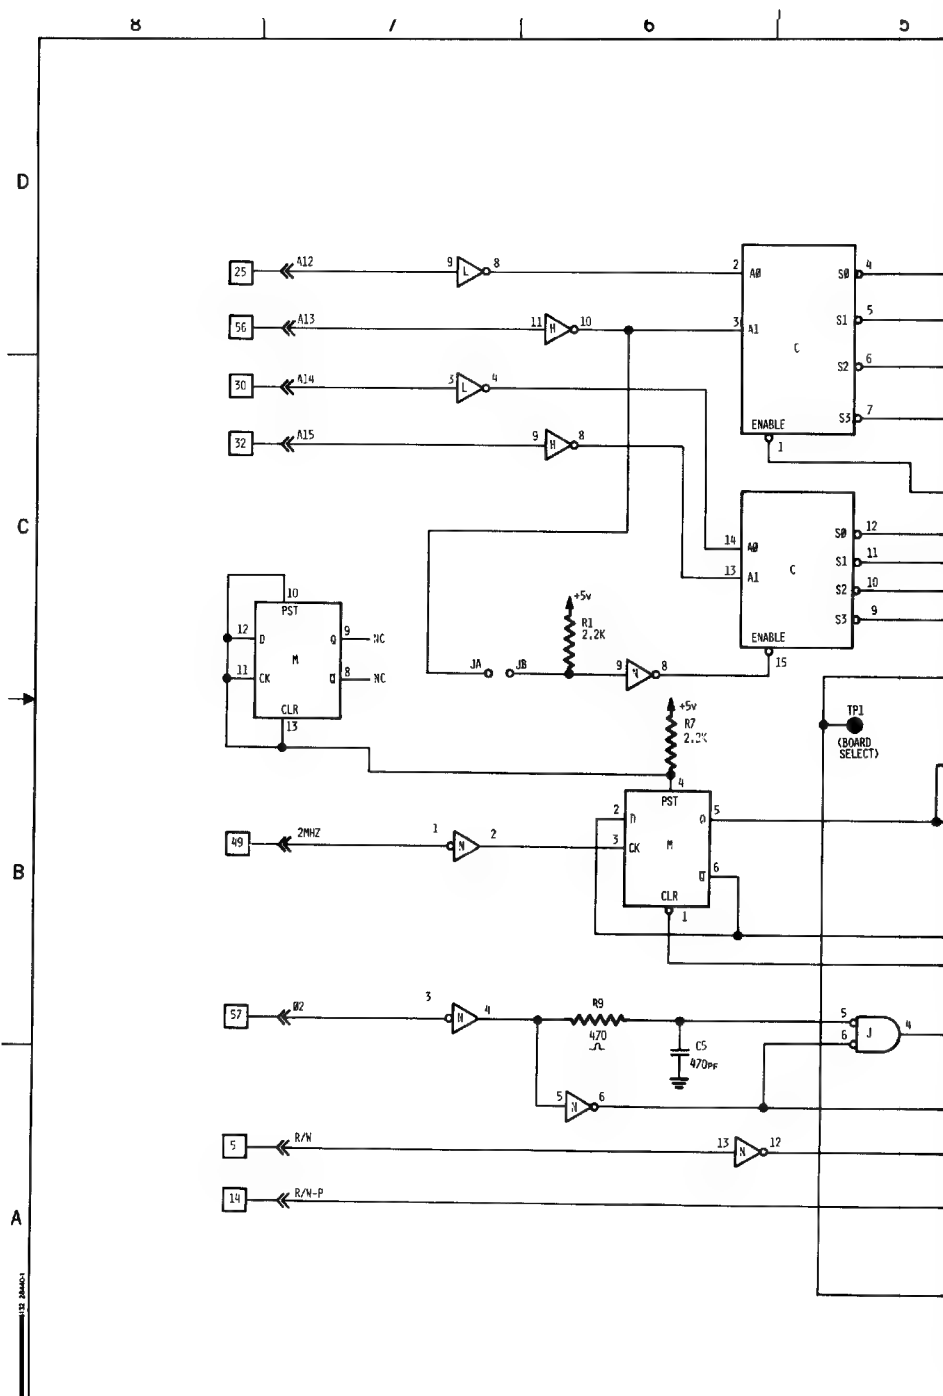 8 7 6 5
D
25 A12 9 L 8 2 A0 S0 4
56 A13 11 H 10 3 A1 S1 5
C
S2 6
30 A14 3 L 4
S3 7
32 A15 9 H 8
ENABLE
1
C
14 A0 S0 12
13 A1 S1 11
C
S2 10
S3 9
ENABLE
15
10
PST
12 D Q 9 NC
M
11 CK Q 8 NC
CLR
13
+5v
R1
2.2K
JA JB
9 N 8
+5v
R7
TP1
(BOARD
SELECT)
4
PST
2 D Q 5
3 CK M
Q 6
CLR
1
49 2MHZ 1 N 2
B
57 Ø2 3 N 4
R9
470
C5
470PF
5
6 J 4
5 N 6
5 R/W 13 N 12
14 R/W-P
A